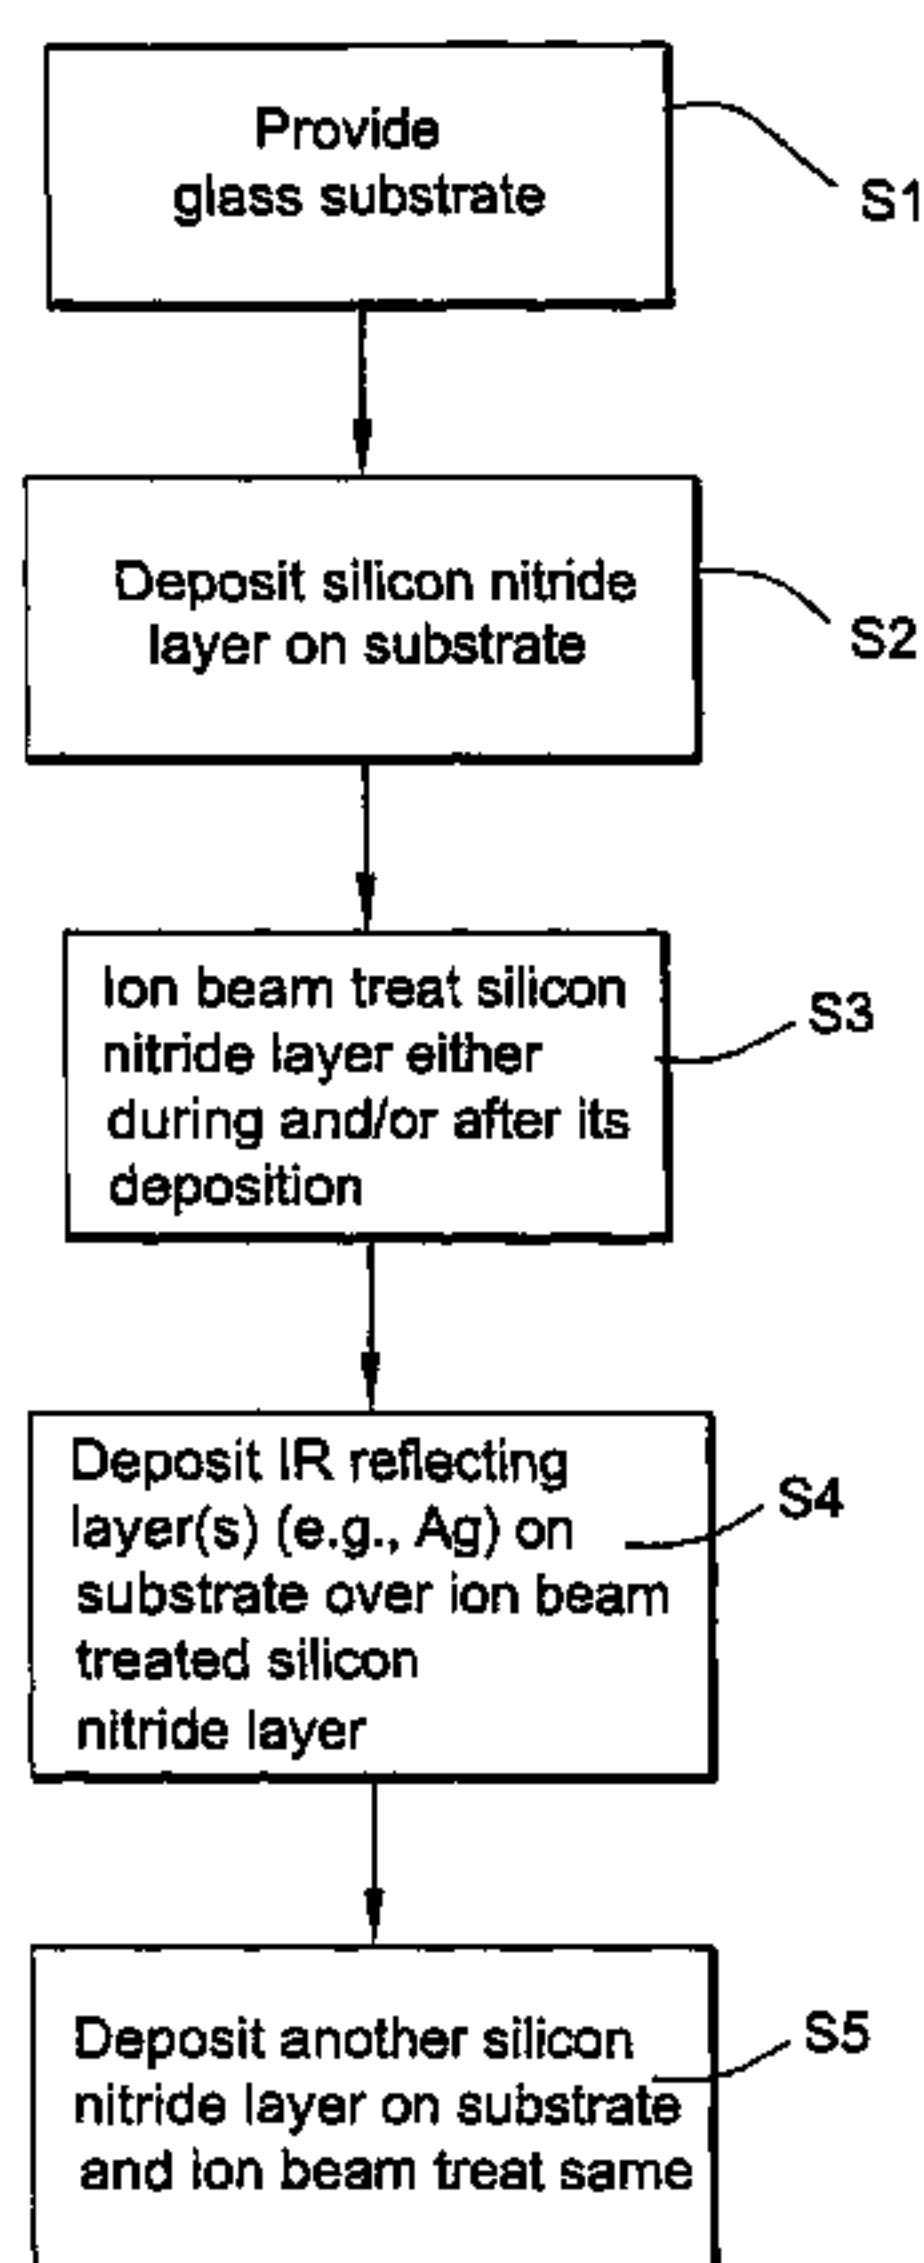 Provide
glass substrate
S1
Deposit silicon nitride
layer on substrate
S2
Ion beam treat silicon
nitride layer either
during and/or after its
deposition
S3
Deposit IR reflecting
layer(s) (e.g., Ag) on
substrate over ion beam
treated silicon
nitride layer
S4
Deposit another silicon
nitride layer on substrate
and ion beam treat same
S5